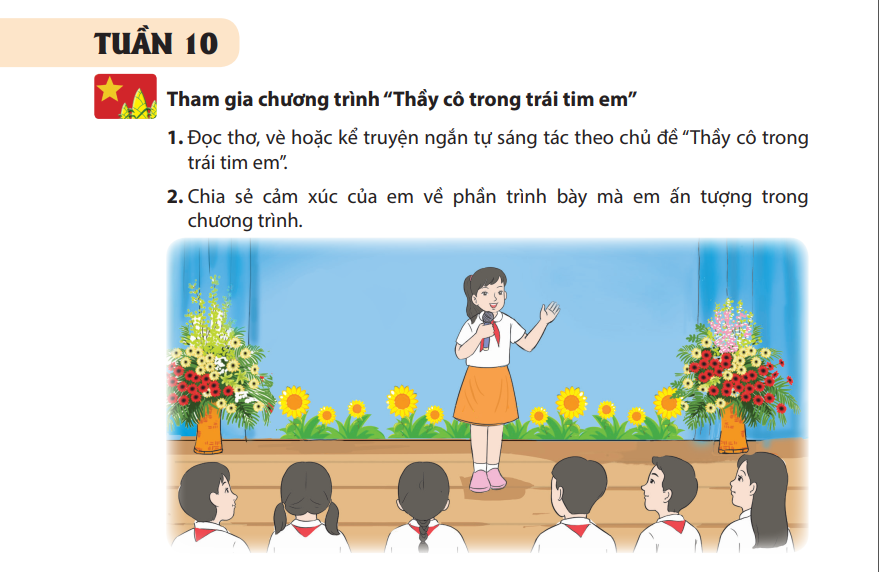 TUẦN 10
Tham gia chương trình “Thầy cô trong trái tim em”
1. Đọc thơ, vè hoặc kể truyện ngắn tự sáng tác theo chủ đề “Thầy cô trong
trái tim em”.
2. Chia sẻ cảm xúc của em về phần trình bày mà em ấn tượng trong
chương trình.